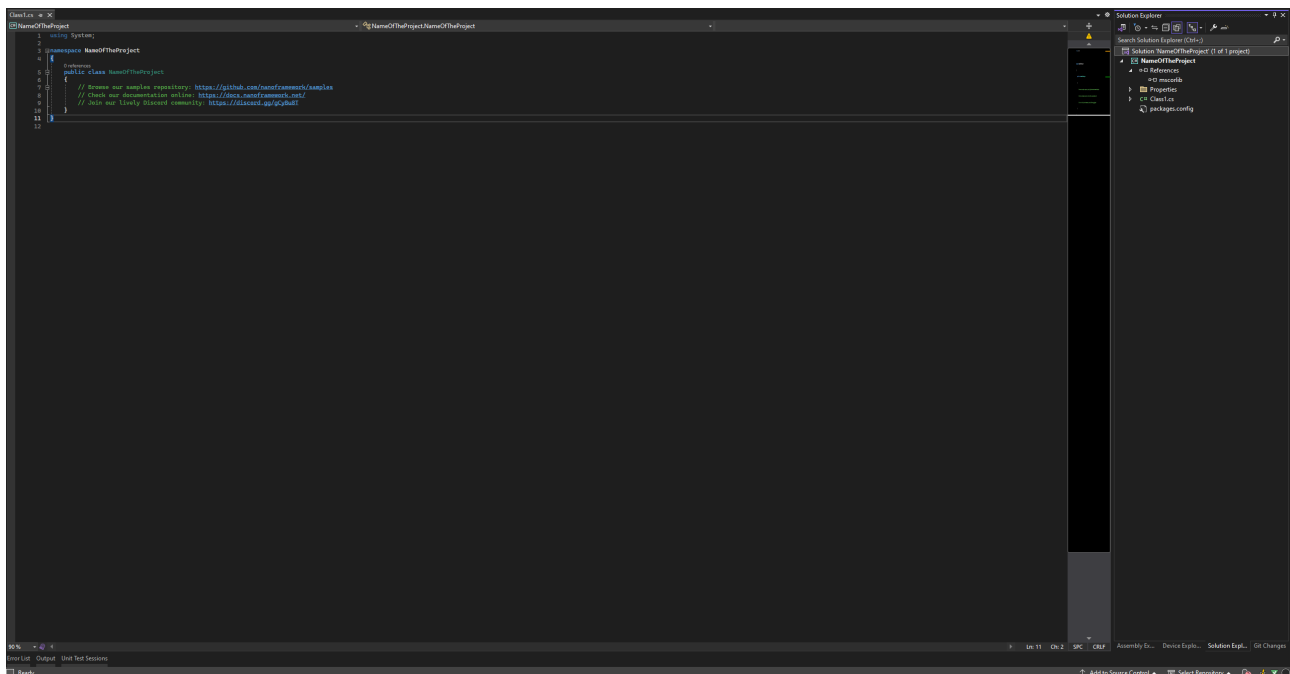 Class1.cs
NameOfTheProject
NameOfTheProject.NameOfTheProject
1 using System;
2
3 namespace NameOfTheProject
4 {
0 references
5 public class NameOfTheProject
6 {
7 // Browse our samples repository: https://github.com/nanoframework/samples
8 // Check our documentation online: https://docs.nanoframework.net/
9 // Join our lively Discord community: https://discord.gg/gCyBu8T
10 }
11 }
12
90 %
Ln: 11 Ch: 2 SPC CRLF
Error List Output Unit Test Sessions
Ready
Solution Explorer
Search Solution Explorer (Ctrl+;)
Solution 'NameOfTheProject' (1 of 1 project)
NameOfTheProject
References
mscorlib
Properties
C# Class1.cs
packages.config
Assembly Ex... Device Explo... Solution Expl... Git Changes
Add to Source Control Select Repository